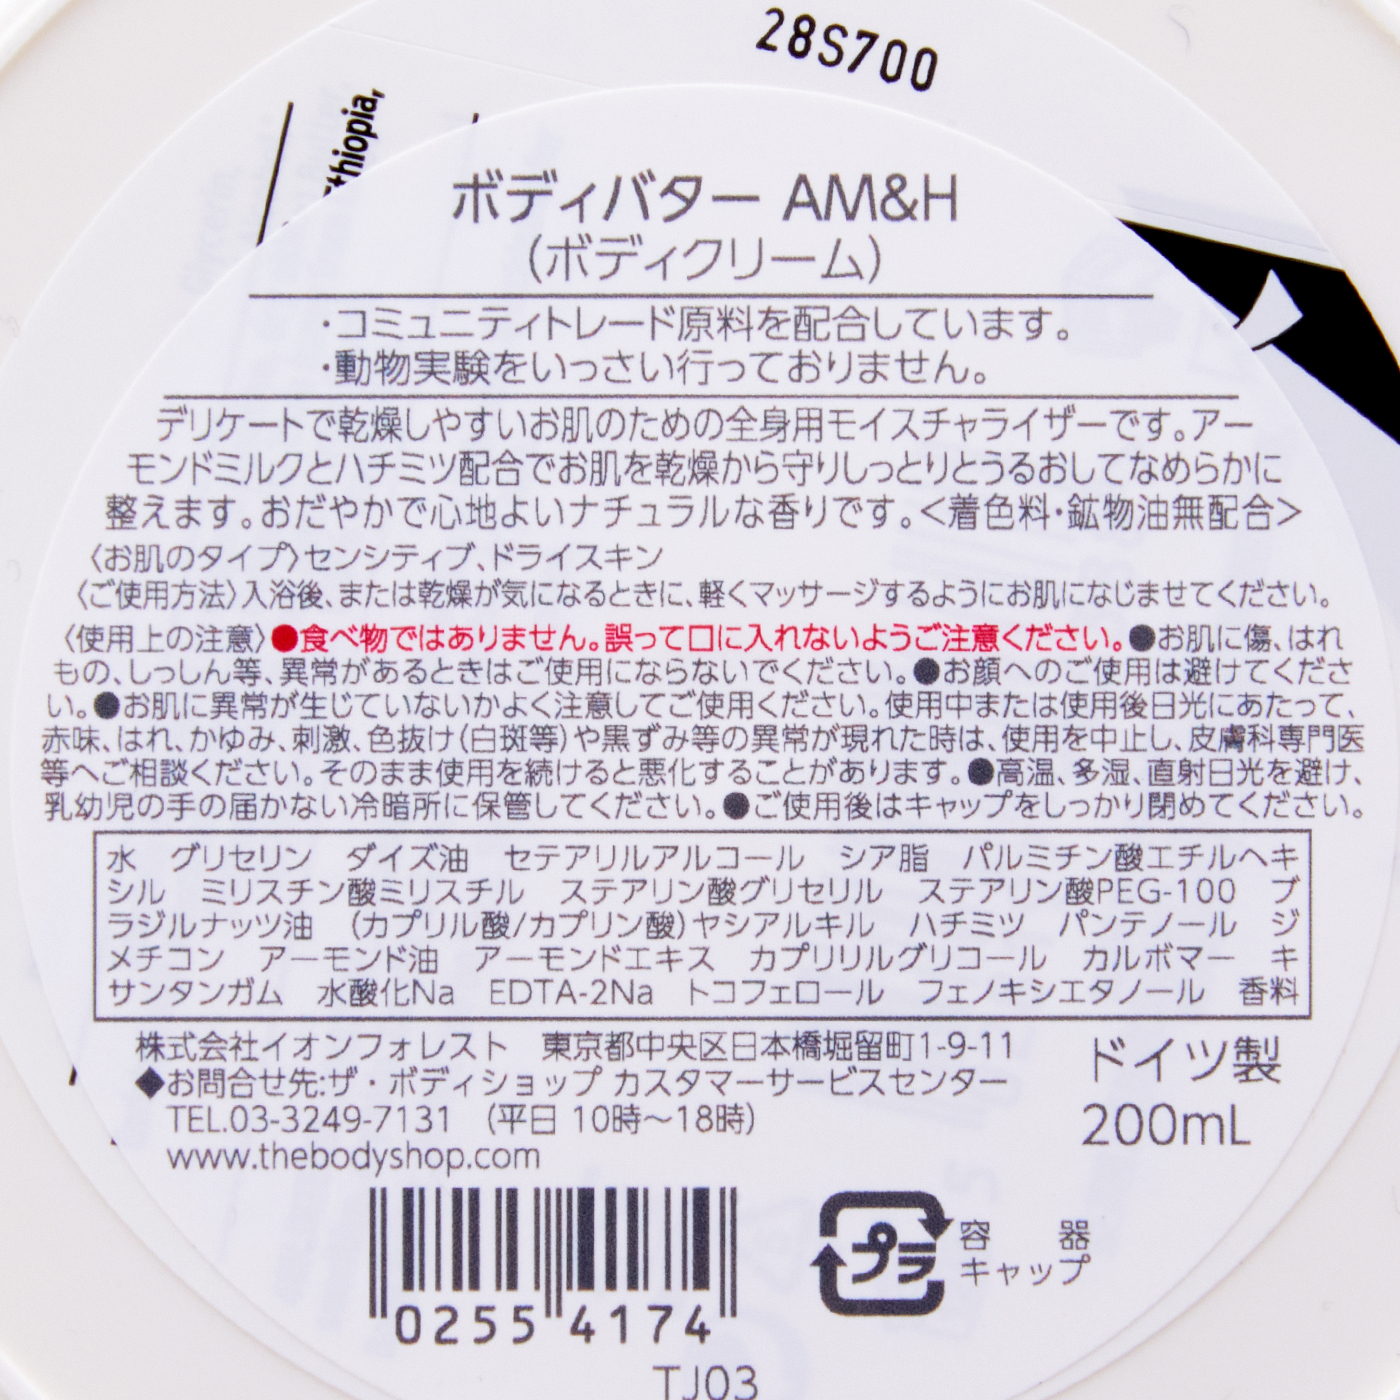 28S700
Ethiopia,
ボディバター AM&H
(ボディクリーム)
・コミュニティトレード原料を配合しています。
・動物実験をいっさい行っておりません。
デリケートで乾燥しやすいお肌のための全身用モイスチャライザーです。アー
モンドミルクとハチミツ配合でお肌を乾燥から守りしっとりとうるおしてなめらかに
整えます。おだやかで心地よいナチュラルな香りです。<着色料・鉱物油無配合>
〈お肌のタイプ〉センシティブ、ドライスキン
〈ご使用方法〉入浴後、または乾燥が気になるときに、軽くマッサージするようにお肌になじませてください。
〈使用上の注意〉●食べ物ではありません。誤って口に入れないようご注意ください。●お肌に傷、はれ
もの、しっしん等、異常があるときはご使用にならないでください。●お顔へのご使用は避けてくださ
い。●お肌に異常が生じていないかよく注意してご使用ください。使用中または使用後日光にあたって、
赤味、はれ、かゆみ、刺激、色抜け(白斑等)や黒ずみ等の異常が現れた時は、使用を中止し、皮膚科専門医
等へご相談ください。そのまま使用を続けると悪化することがあります。●高温、多湿、直射日光を避け、
乳幼児の手の届かない冷暗所に保管してください。●ご使用後はキャップをしっかり閉めてください。
水　グリセリン　ダイズ油　セテアリルアルコール　シア脂　パルミチン酸エチルヘキ
シル　ミリスチン酸ミリスチル　ステアリン酸グリセリル　ステアリン酸PEG-100　ブ
ラジルナッツ油　(カプリル酸/カプリン酸)ヤシアルキル　ハチミツ　パンテノール　ジ
メチコン　アーモンド油　アーモンドエキス　カプリリルグリコール　カルボマー　キ
サンタンガム　水酸化Na　EDTA-2Na　トコフェロール　フェノキシエタノール　香料
株式会社イオンフォレスト　東京都中央区日本橋堀留町1-9-11
◆お問合せ先:ザ・ボディショップ カスタマーサービスセンター
TEL.03-3249-7131　(平日 10時～18時)
www.thebodyshop.com
ドイツ製
200mL
0255 4174
プラ
容　器
キャップ
TJ03